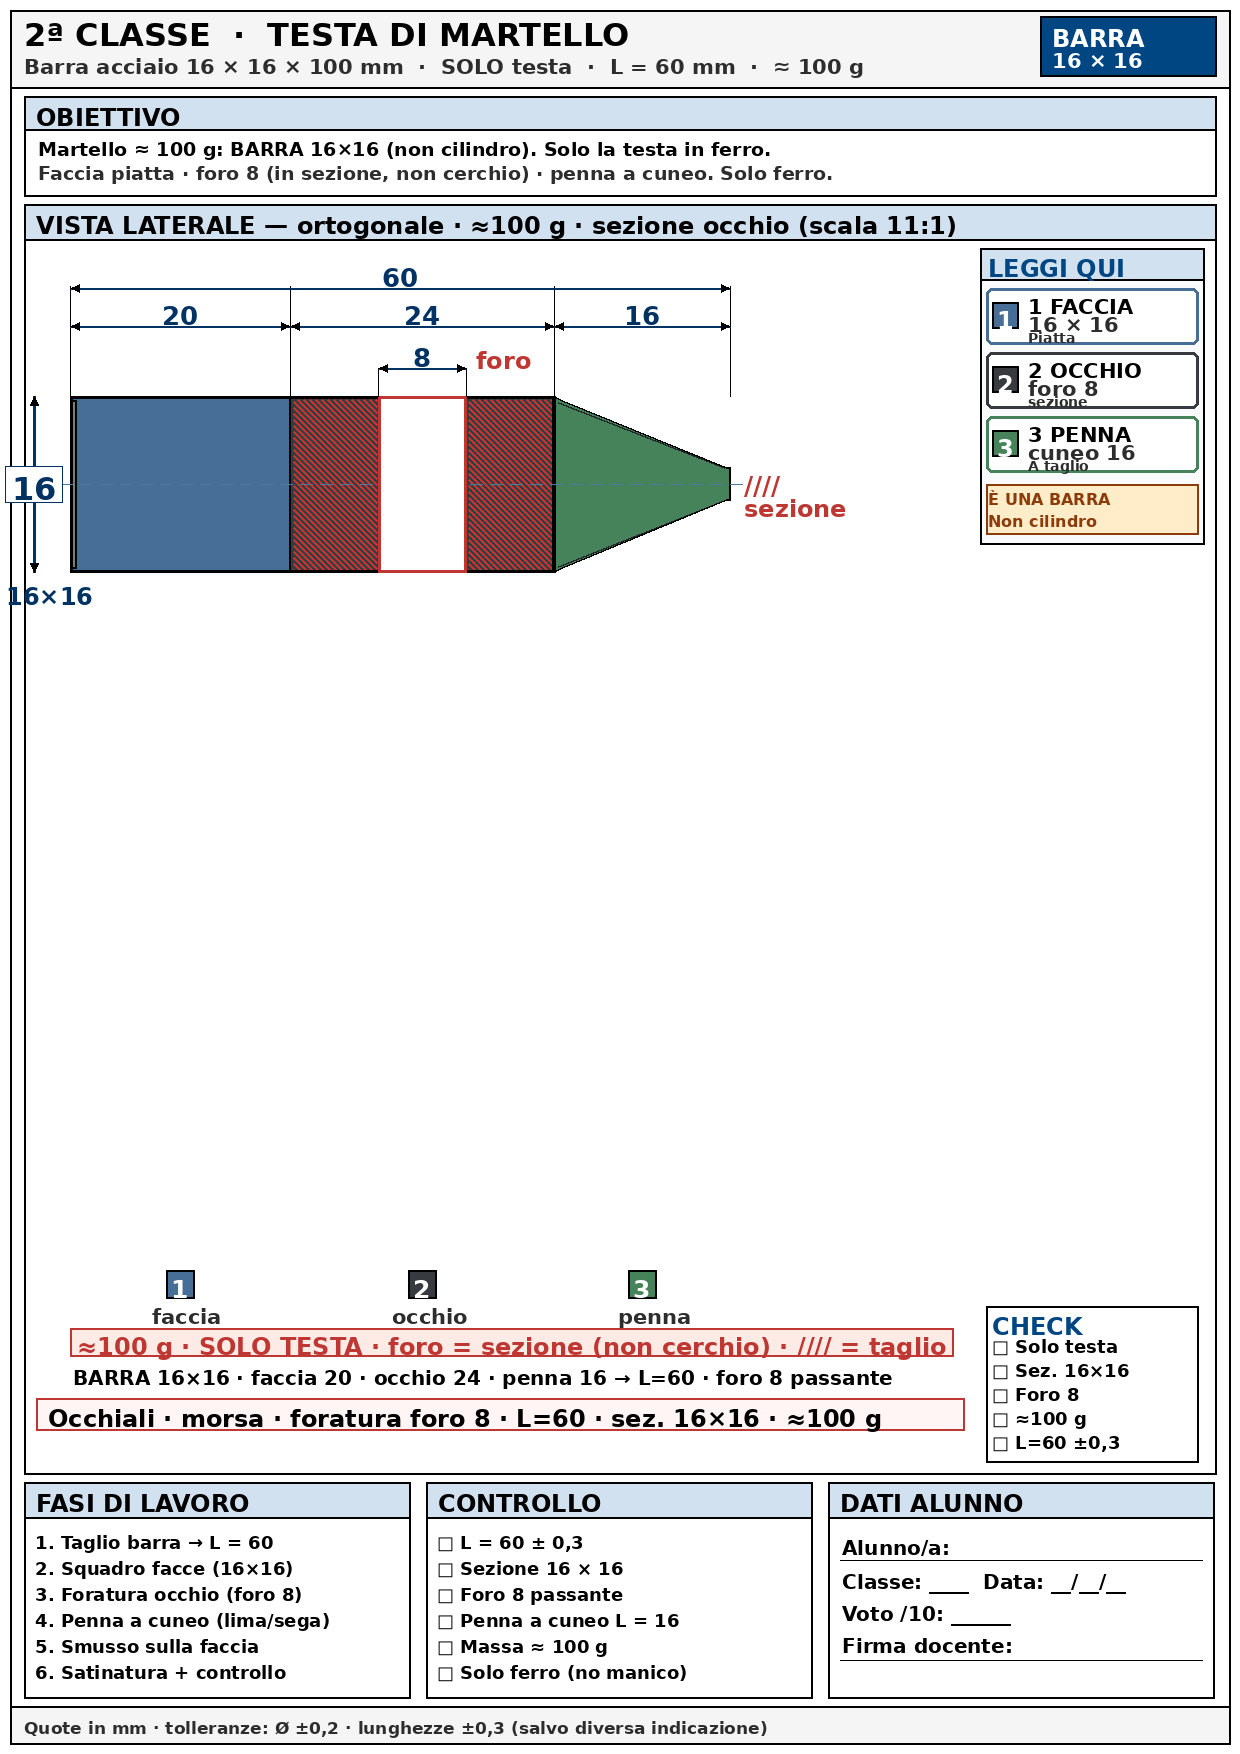 2ª CLASSE · TESTA DI MARTELLO
Barra acciaio 16 × 16 × 100 mm · SOLO testa · L = 60 mm · ≈ 100 g
BARRA
16 × 16
OBIETTIVO
Martello ≈ 100 g: BARRA 16×16 (non cilindro). Solo la testa in ferro.
Faccia piatta · foro 8 (in sezione, non cerchio) · penna a cuneo. Solo ferro.
VISTA LATERALE — ortogonale · ≈100 g · sezione occhio (scala 11:1)
60
20
24
16
8
foro
16
////
sezione
16×16
LEGGI QUI
1
1 FACCIA
16 × 16
Piatta
2
2 OCCHIO
foro 8
sezione
3
3 PENNA
cuneo 16
A taglio
È UNA BARRA
Non cilindro
1
2
3
faccia
occhio
penna
≈100 g · SOLO TESTA · foro = sezione (non cerchio) · //// = taglio
BARRA 16×16 · faccia 20 · occhio 24 · penna 16 → L=60 · foro 8 passante
Occhiali · morsa · foratura foro 8 · L=60 · sez. 16×16 · ≈100 g
CHECK
□ Solo testa
□ Sez. 16×16
□ Foro 8
□ ≈100 g
□ L=60 ±0,3
FASI DI LAVORO
1. Taglio barra → L = 60
2. Squadro facce (16×16)
3. Foratura occhio (foro 8)
4. Penna a cuneo (lima/sega)
5. Smusso sulla faccia
6. Satinatura + controllo
CONTROLLO
□ L = 60 ± 0,3
□ Sezione 16 × 16
□ Foro 8 passante
□ Penna a cuneo L = 16
□ Massa ≈ 100 g
□ Solo ferro (no manico)
DATI ALUNNO
Alunno/a:
Classe: ____ Data: __/__/__
Voto /10: ______
Firma docente:
Quote in mm · tolleranze: Ø ±0,2 · lunghezze ±0,3 (salvo diversa indicazione)